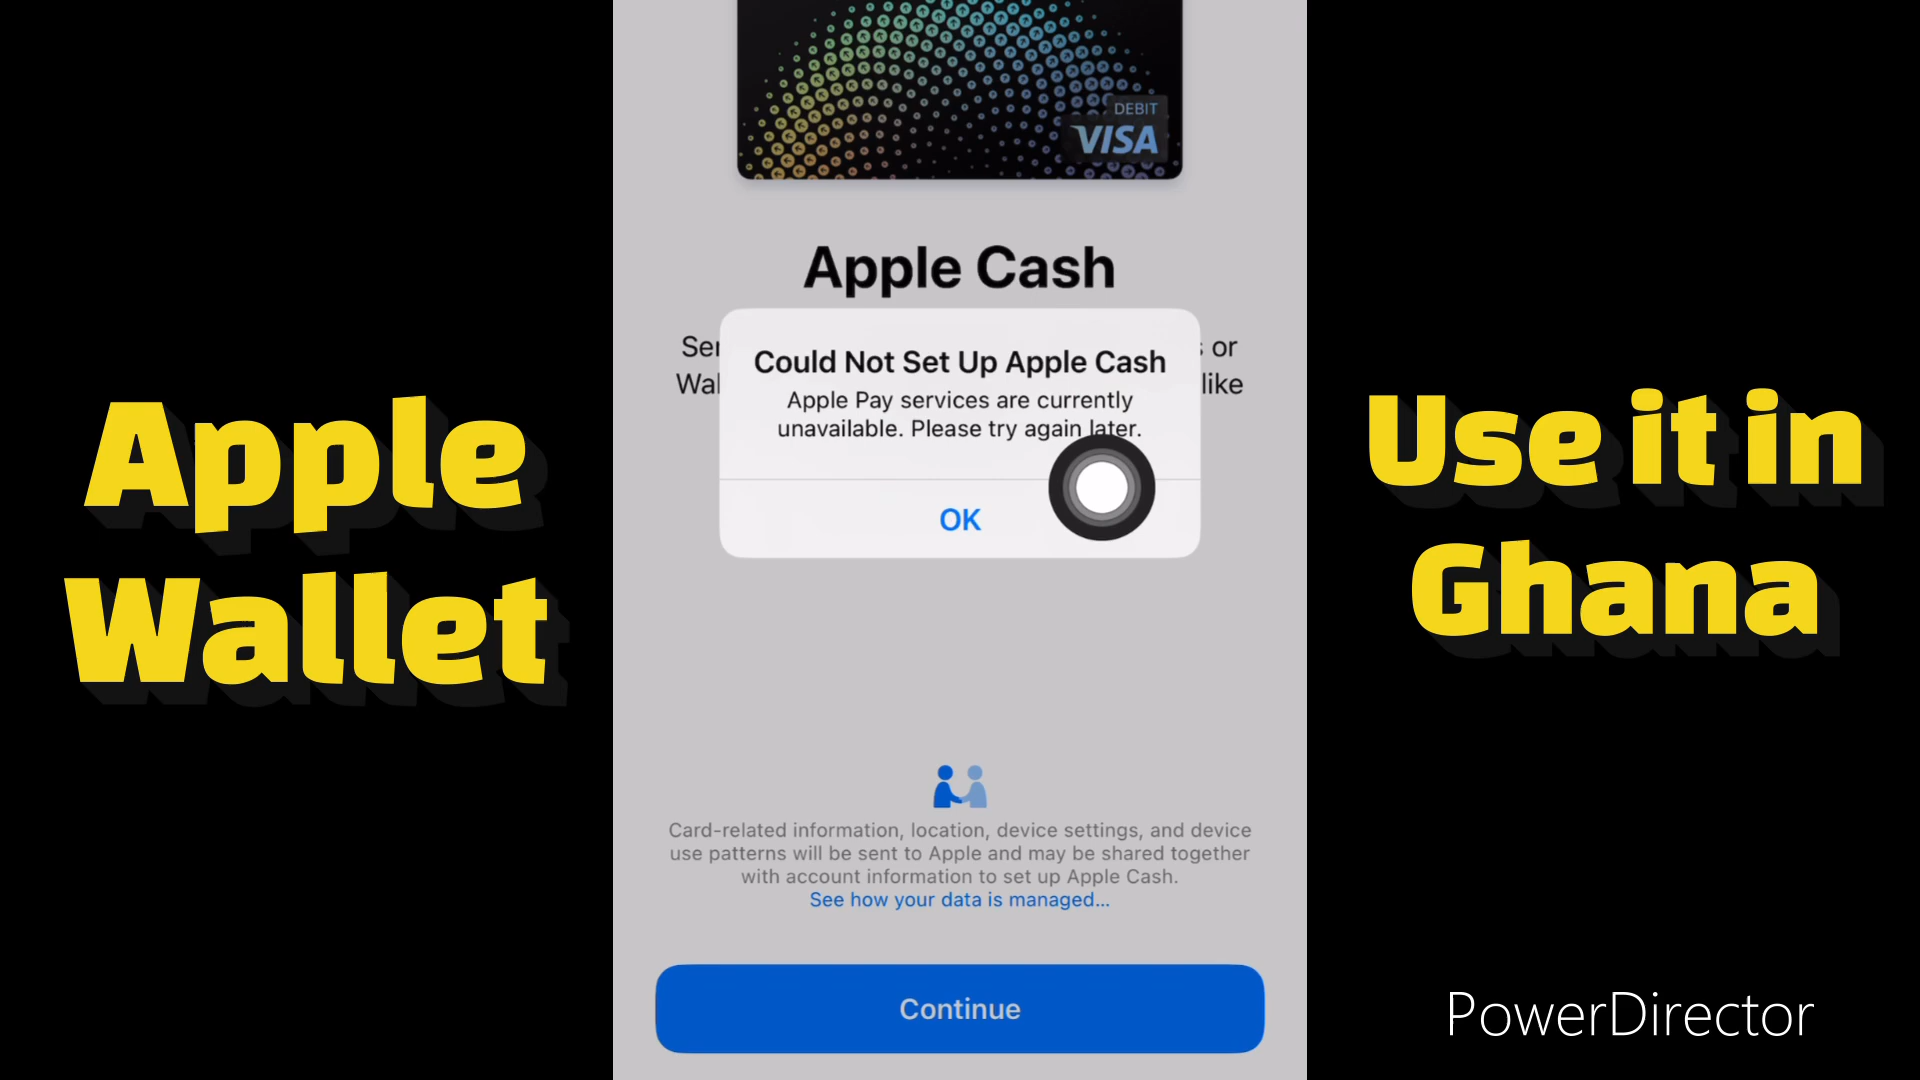 Apple
Wallet
DEBIT
VISA
Apple Cash
or
like
Could Not Set Up Apple Cash
Apple Pay services are currently
unavailable. Please try again later.
OK
Card-related information, location, device settings, and device
use patterns will be sent to Apple and may be shared together
with account information to set up Apple Cash.
See how your data is managed...
Continue
Use it in
Ghana
PowerDirector